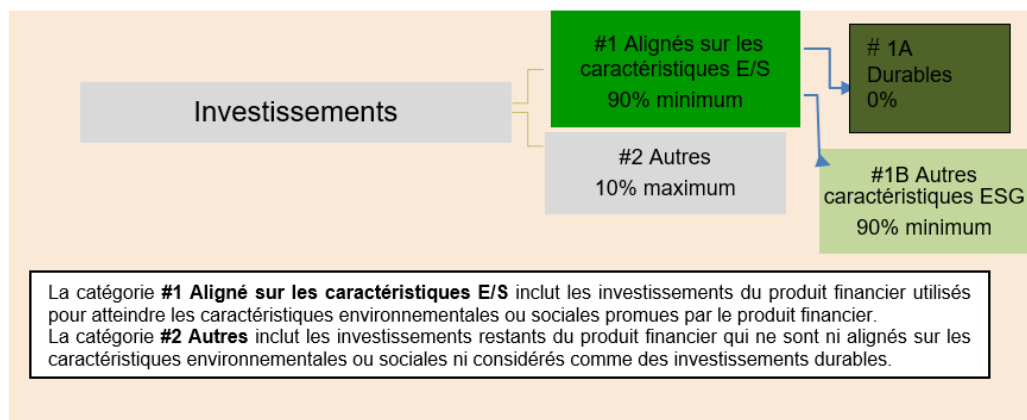 Investissements
#1 Alignés sur les
caractéristiques E/S
90% minimum
# 1A
Durables
0%
#2 Autres
10% maximum
#1B Autres
caractéristiques ESG
90% minimum
La catégorie #1 Aligné sur les caractéristiques E/S inclut les investissements du produit financier utilisés
pour atteindre les caractéristiques environnementales ou sociales promues par le produit financier.
La catégorie #2 Autres inclut les investissements restants du produit financier qui ne sont ni alignés sur les
caractéristiques environnementales ou sociales ni considérés comme des investissements durables.